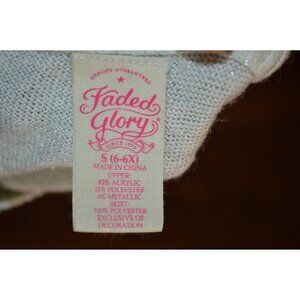 QUALITY GUARANTEED
Faded
Glory
SINCE 1972
S (6-6X)
MADE IN CHINA
UPPER:
83% ACRYLIC
11% POLYESTER
6% METALLIC
SKIRT:
100% POLYESTER
EXCLUSIVE OF
DECORATION